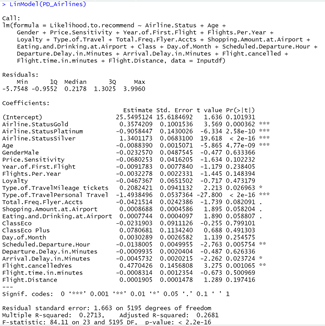 > LinModel(PD_Airlines)
Call:
lm(formula = Likelihood.to.recommend ~ Airline.Status + Age +
Gender + Price.Sensitivity + Year.of.First.Flight + Flights.Per.Year +
Loyalty + Type.of.Travel + Total.Freq.Flyer.Accts + Shopping.Amount.at.Airport +
Eating.and.Drinking.at.Airport + Class + Day.of.Month + Scheduled.Departure.Hour +
Departure.Delay.in.Minutes + Arrival.Delay.in.Minutes + Flight.cancelled +
Flight.time.in.minutes + Flight.Distance, data = Inputdf)
Residuals:
Min 1Q Median 3Q Max
-5.7548 -0.9552 0.2178 1.3025 3.9960
Coefficients:
Estimate Std. Error t value Pr(>|t|)
(Intercept) 25.5495124 15.6184692 1.636 0.101931
Airline.StatusGold 0.3574209 0.1001536 3.569 0.000362 ***
Airline.StatusPlatinum -0.9058447 0.1430026 -6.334 2.58e-10 ***
Airline.StatusSilver 1.3401173 0.0683100 19.618 < 2e-16 ***
Age -0.0088390 0.0015071 -5.865 4.77e-09 ***
GenderMale -0.0232570 0.0487545 -0.477 0.633366
Price.Sensitivity -0.0680253 0.0416205 -1.634 0.102232
Year.of.First.Flight -0.0091783 0.0077840 -1.179 0.238405
Flights.Per.Year -0.0032278 0.0022331 -1.445 0.148394
Loyalty -0.0467367 0.0651502 -0.717 0.473179
Type.of.TravelMileage tickets 0.2082421 0.0941132 2.213 0.026963 *
Type.of.TravelPersonal Travel -1.4938496 0.0537364 -27.800 < 2e-16 ***
Total.Freq.Flyer.Accts -0.0421514 0.0242386 -1.739 0.082091 .
Shopping.Amount.at.Airport 0.0008688 0.0004586 1.895 0.058204 .
Eating.and.Drinking.at.Airport 0.0007774 0.0004097 1.890 0.058807 .
ClassEco -0.0231903 0.0911126 -0.255 0.799101
ClassEco Plus 0.0780681 0.1134240 0.688 0.491303
Day.of.Month 0.0030289 0.0026582 1.139 0.254575
Scheduled.Departure.Hour -0.0138005 0.0049955 -2.763 0.005754 **
Departure.Delay.in.Minutes -0.0009935 0.0020404 -0.487 0.626336
Arrival.Delay.in.Minutes -0.0045732 0.0020215 -2.262 0.023724 *
Flight.cancelledres 0.4770426 0.1456808 3.275 0.001065 **
Flight.time.in.minutes -0.0008314 0.0012354 -0.673 0.500969
Flight.Distance 0.0001905 0.0001478 1.289 0.197416
---
Signif. codes: 0 ‘***’ 0.001 ‘**’ 0.01 ‘*’ 0.05 ‘.’ 0.1 ‘ ’ 1
Residual standard error: 1.663 on 5195 degrees of freedom
Multiple R-squared: 0.2713, Adjusted R-squared: 0.2681
F-statistic: 84.11 on 23 and 5195 DF, p-value: < 2.2e-16